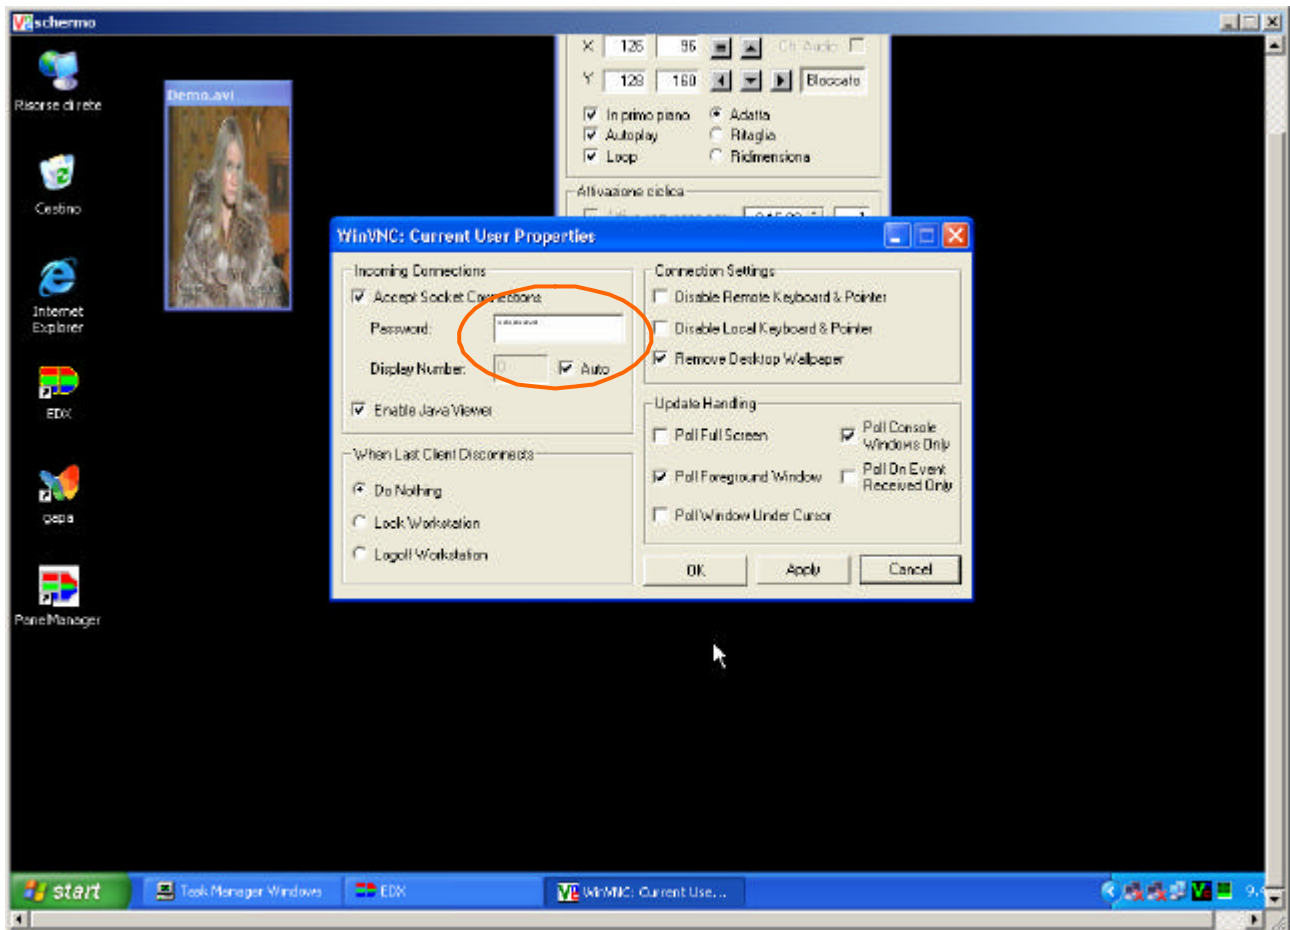 schermo
Risorse di rete
Demo.avi
X 126 96 Ch Audio
Y 128 160 Bloccato
In primo piano Adatta
Autoplay Ritaglia
Loop Ridimensiona
Attivazione ciclica
Cestino
WinVNC: Current User Properties
Incoming Connections
Accept Socket Connections
Password: ********
Display Number: 0 Auto
Enable Java Viewer
When Last Client Disconnects
Do Nothing
Lock Workstation
Logoff Workstation
Connection Settings
Disable Remote Keyboard & Pointer
Disable Local Keyboard & Pointer
Remove Desktop Wallpaper
Update Handling
Poll Full Screen
Poll Console
Windows Only
Poll Foreground Window
Poll On Event
Received Only
Poll Window Under Cursor
OK Apply Cancel
Internet
Explorer
EDX
gapa
PanelManager
start Task Manager Windows EDX WinVNC: Current Use...